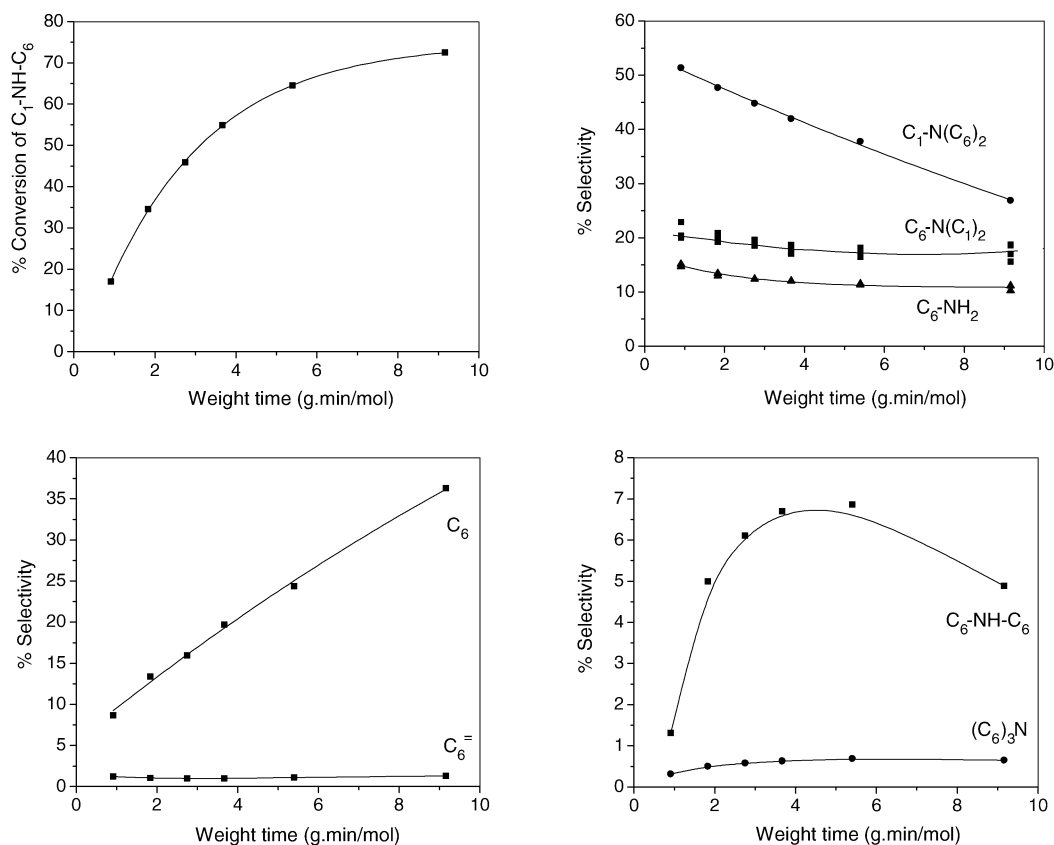 % Conversion of C₁-NH-C₆
80
70
60
50
40
30
20
10
0
0 2 4 6 8 10
Weight time (g.min/mol)
% Selectivity
60
50
40
30
20
10
0
C₁-N(C₆)₂
C₆-N(C₁)₂
C₆-NH₂
0 2 4 6 8 10
Weight time (g.min/mol)
% Selectivity
40
35
30
25
20
15
10
5
0
C₆
C₆⁼
0 2 4 6 8 10
Weight time (g.min/mol)
% Selectivity
8
7
6
5
4
3
2
1
0
C₆-NH-C₆
(C₆)₃N
0 2 4 6 8 10
Weight time (g.min/mol)